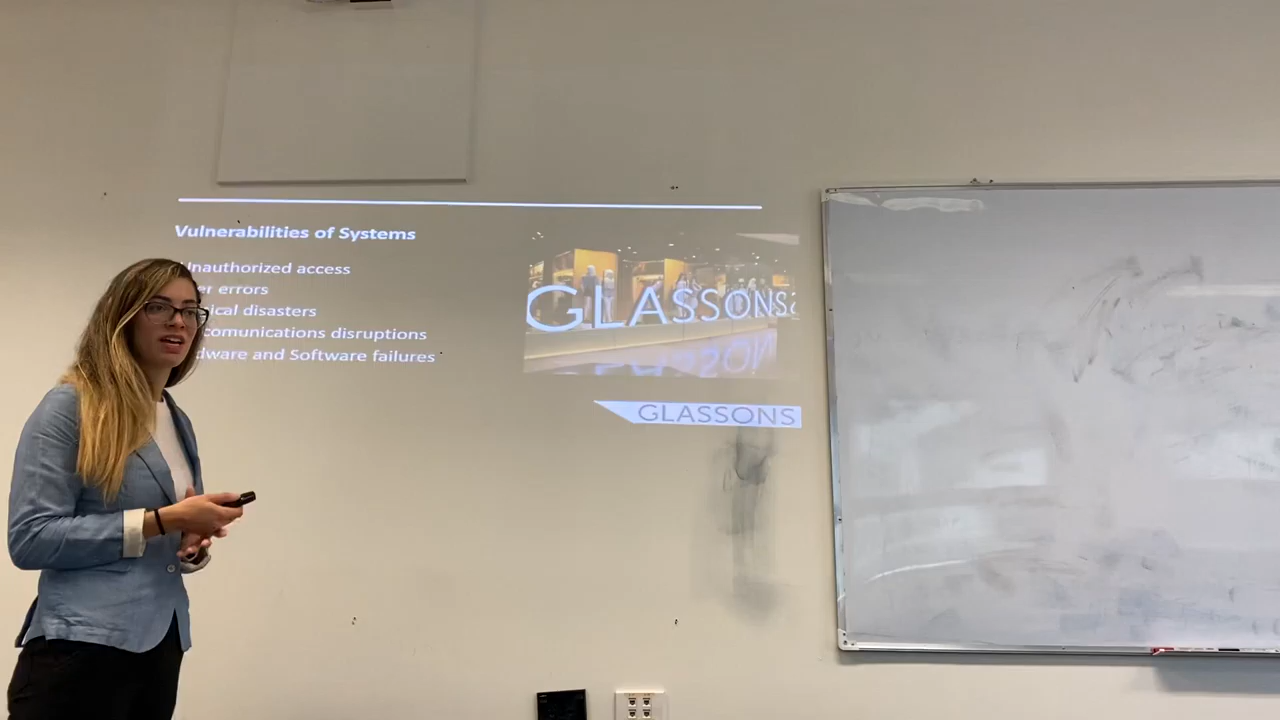 Vulnerabilities of Systems
Unauthorized access
er errors
ical disasters
comunications disruptions
dware and Software failures
GLASSONS
GLASSONS